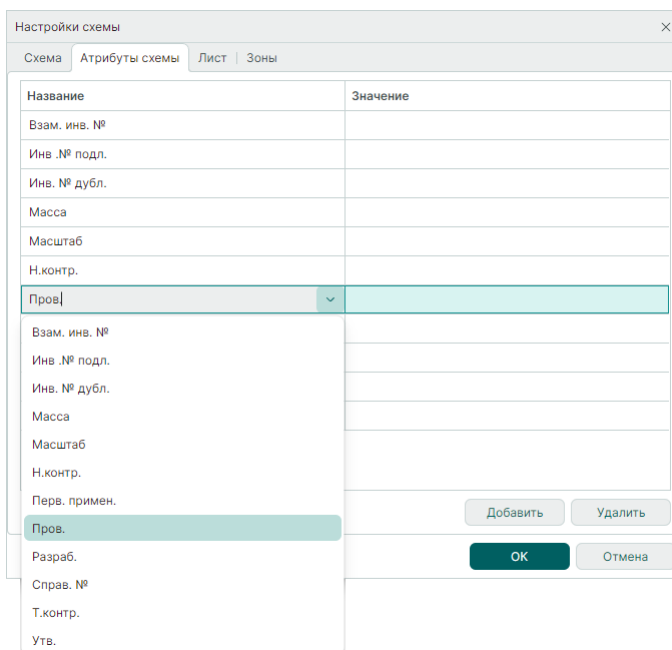 Настройки схемы
Схема Атрибуты схемы Лист Зоны
Название Значение
Взам. инв. №
Инв .№ подл.
Инв. № дубл.
Масса
Масштаб
Н.контр.
Пров.
Взам. инв. №
Инв .№ подл.
Инв. № дубл.
Масса
Масштаб
Н.контр.
Перв. примен.
Пров.
Разраб.
Справ. №
Т.контр.
Утв.
Добавить Удалить
ОК Отмена